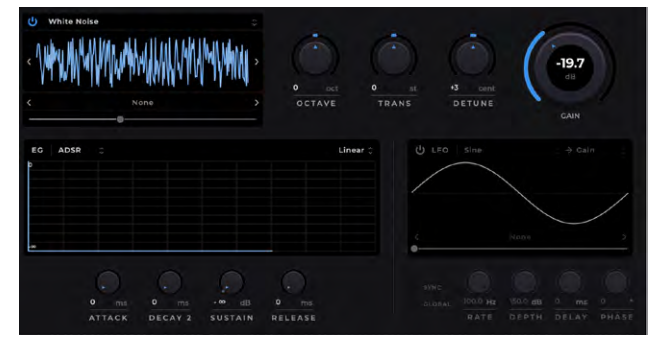 White Noise
None
0 oct
OCTAVE
0 st
TRANS
+3 cent
DETUNE
-19.7
dB
GAIN
EG ADSR Linear
0
-∞
0 ms
ATTACK
0 ms
DECAY 2
-∞ dB
SUSTAIN
0 ms
RELEASE
LFO Sine → Gain
None
SYNC
GLOBAL
100.0 Hz
RATE
150.0 dB
DEPTH
0 ms
DELAY
0 °
PHASE